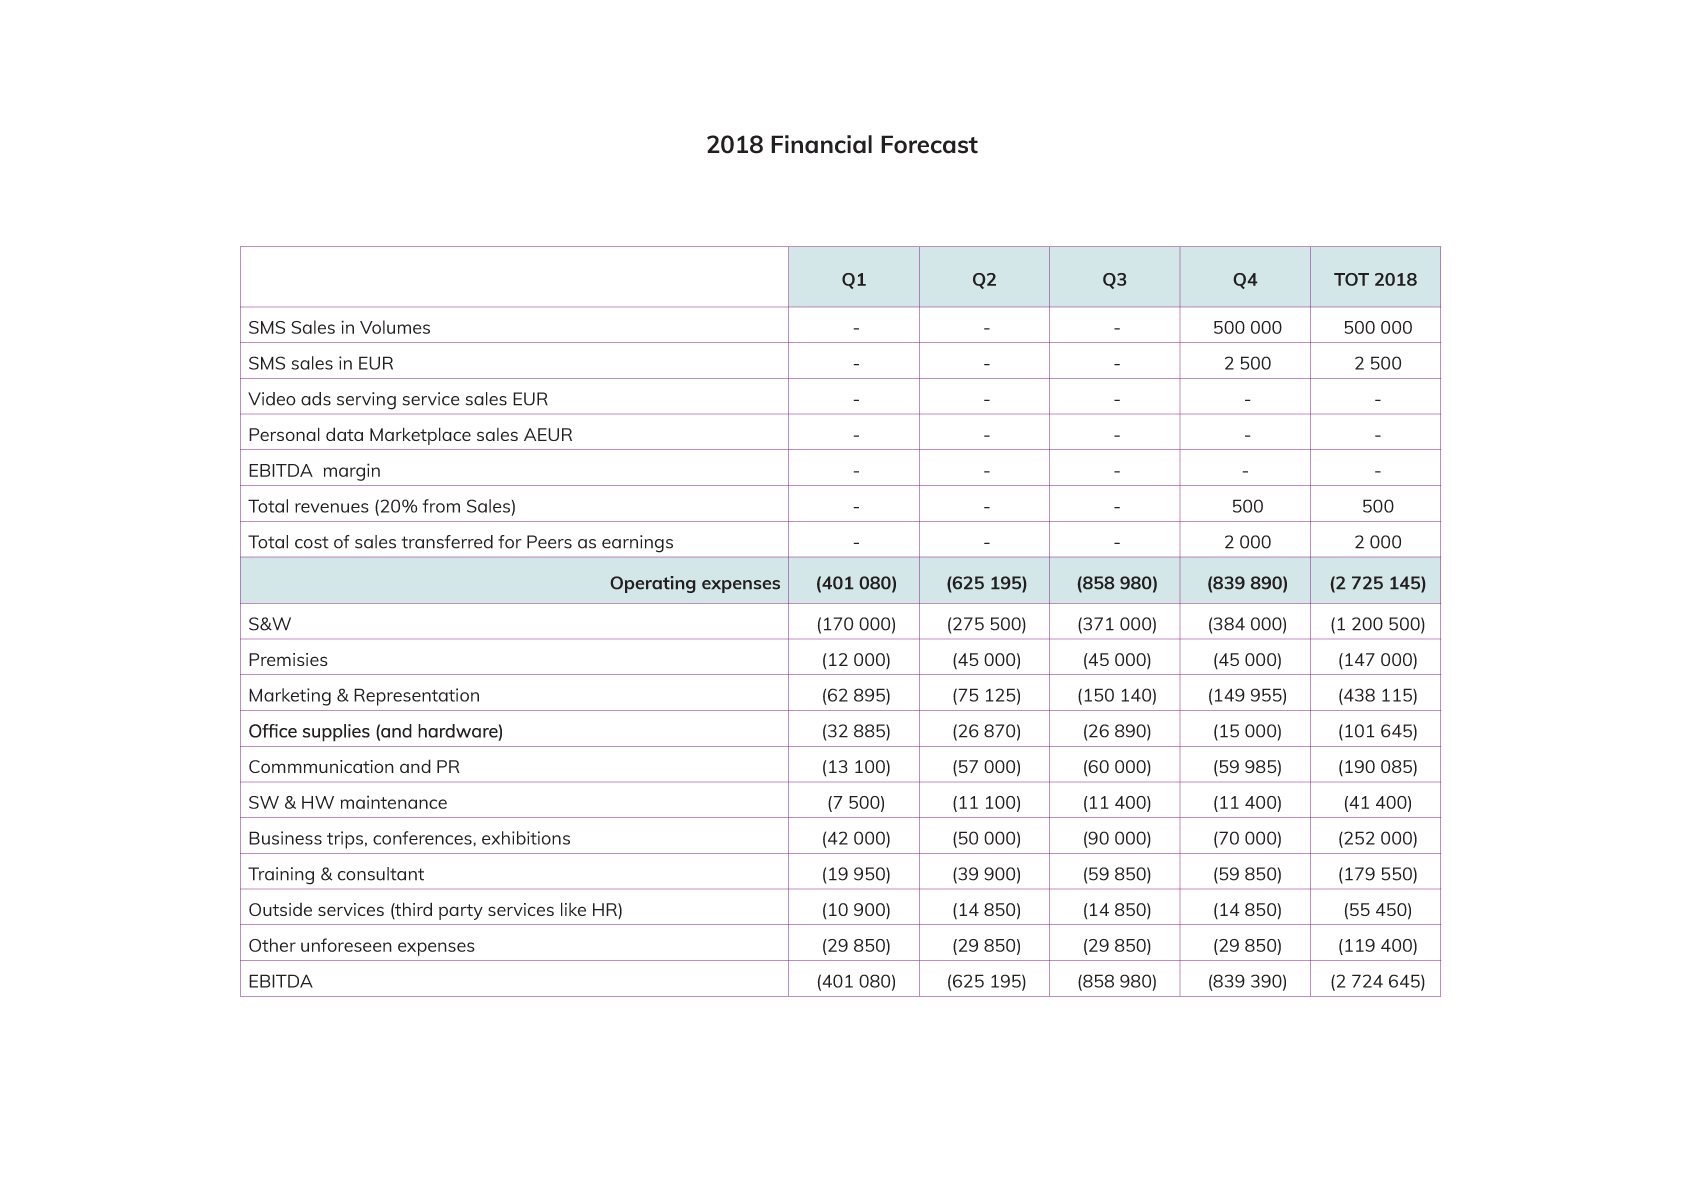 2018 Financial Forecast
Q1 Q2 Q3 Q4 TOT 2018
SMS Sales in Volumes - - - 500 000 500 000
SMS sales in EUR - - - 2 500 2 500
Video ads serving service sales EUR - - - - -
Personal data Marketplace sales AEUR - - - - -
EBITDA margin - - - - -
Total revenues (20% from Sales) - - - 500 500
Total cost of sales transferred for Peers as earnings - - - 2 000 2 000
Operating expenses (401 080) (625 195) (858 980) (839 890) (2 725 145)
S&W (170 000) (275 500) (371 000) (384 000) (1 200 500)
Premisies (12 000) (45 000) (45 000) (45 000) (147 000)
Marketing & Representation (62 895) (75 125) (150 140) (149 955) (438 115)
Office supplies (and hardware) (32 885) (26 870) (26 890) (15 000) (101 645)
Commmunication and PR (13 100) (57 000) (60 000) (59 985) (190 085)
SW & HW maintenance (7 500) (11 100) (11 400) (11 400) (41 400)
Business trips, conferences, exhibitions (42 000) (50 000) (90 000) (70 000) (252 000)
Training & consultant (19 950) (39 900) (59 850) (59 850) (179 550)
Outside services (third party services like HR) (10 900) (14 850) (14 850) (14 850) (55 450)
Other unforeseen expenses (29 850) (29 850) (29 850) (29 850) (119 400)
EBITDA (401 080) (625 195) (858 980) (839 390) (2 724 645)